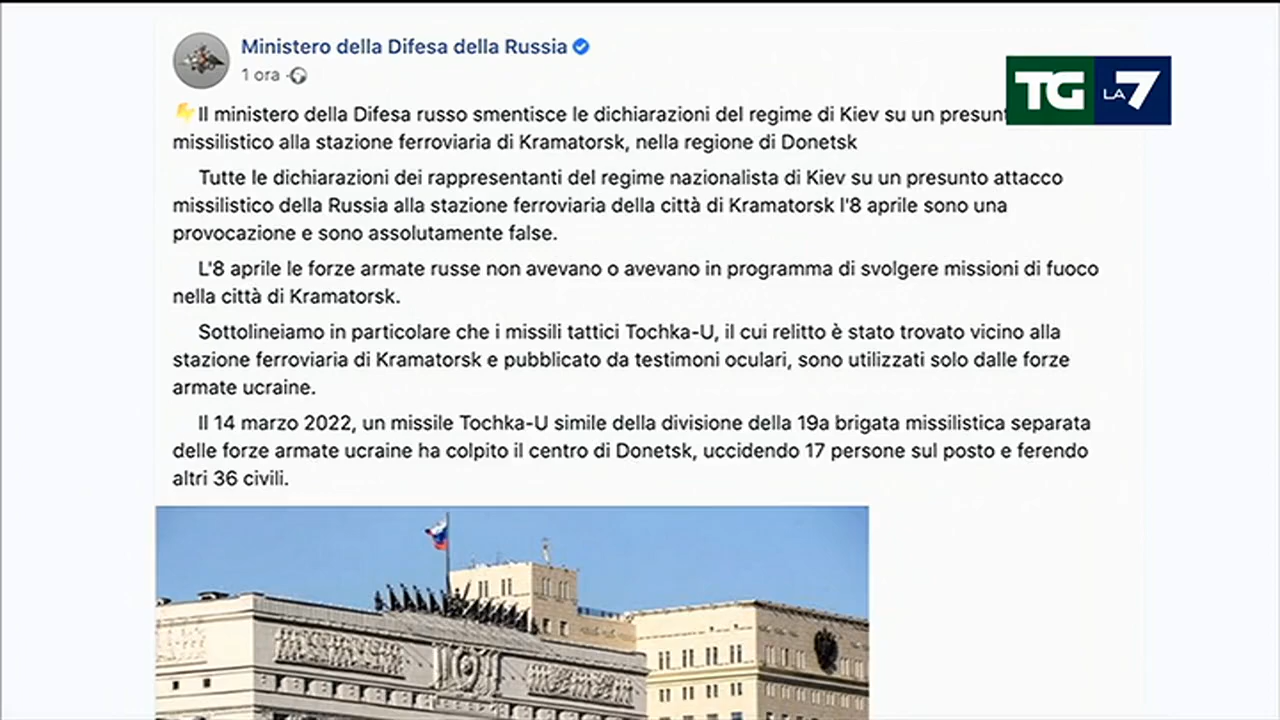 Ministero della Difesa della Russia
1 ora
TG LA 7
Il ministero della Difesa russo smentisce le dichiarazioni del regime di Kiev su un
missilistico alla stazione ferroviaria di Kramatorsk, nella regione di Donetsk
Tutte le dichiarazioni dei rappresentanti del regime nazionalista di Kiev su un presunto attacco
missilistico della Russia alla stazione ferroviaria della città di Kramatorsk l'8 aprile sono una
provocazione e sono assolutamente false.
L'8 aprile le forze armate russe non avevano o avevano in programma di svolgere missioni di fuoco
nella città di Kramatorsk.
Sottolineiamo in particolare che i missili tattici Tochka-U, il cui relitto è stato trovato vicino alla
stazione ferroviaria di Kramatorsk e pubblicato da testimoni oculari, sono utilizzati solo dalle forze
armate ucraine.
Il 14 marzo 2022, un missile Tochka-U simile della divisione della 19a brigata missilistica separata
delle forze armate ucraine ha colpito il centro di Donetsk, uccidendo 17 persone sul posto e ferendo
altri 36 civili.